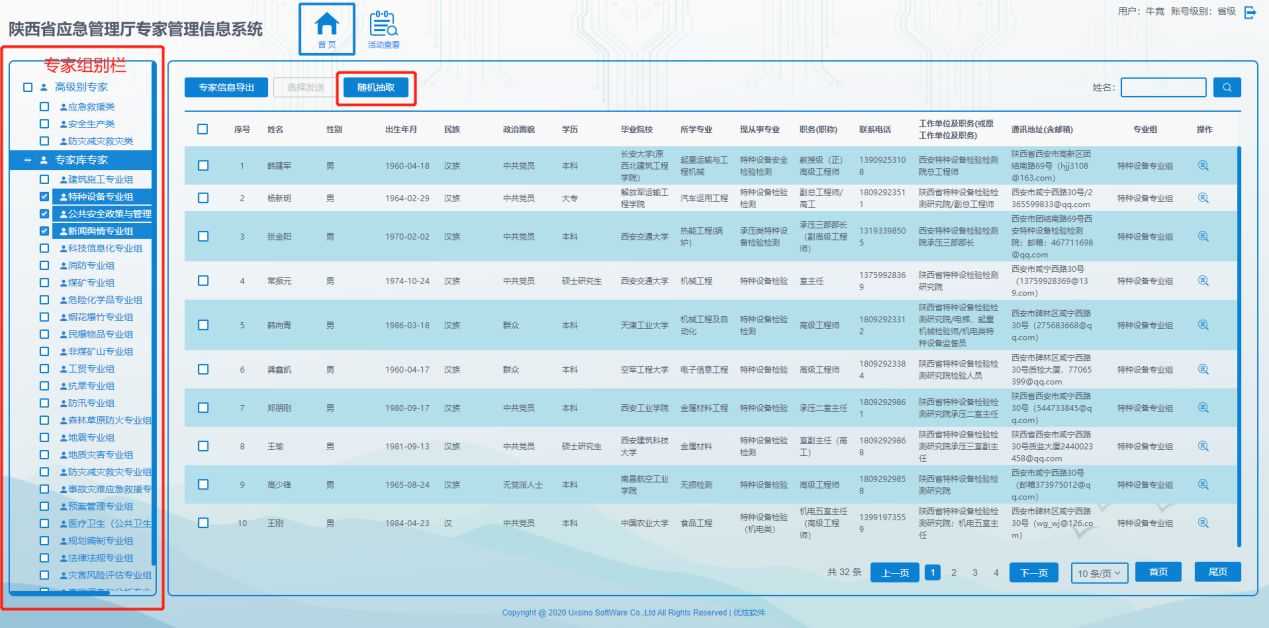 陕西省应急管理厅专家管理信息系统
首页
活动查看
用户：牛竞 账号级别：省级
专家组别栏
高级别专家
应急救援类
安全生产类
防灾减灾救灾类
专家库专家
建筑施工专业组
特种设备专业组
公共安全政策与管理
新闻舆情专业组
科技信息化专业组
消防专业组
煤矿专业组
危险化学品专业组
烟花爆竹专业组
民爆物品专业组
非煤矿山专业组
工贸专业组
抗旱专业组
防汛专业组
森林草原防火专业组
地震专业组
地质灾害专业组
防灾减灾救灾专业组
事故灾难应急救援专
预案管理专业组
医疗卫生（公共卫生
规划编制专业组
法律法规专业组
灾害风险评估专业组
专家信息导出 选择发送 随机抽取 姓名：
序号 姓名 性别 出生年月 民族 政治面貌 学历 毕业院校 所学专业 现从事专业 职务(职称) 联系电话 工作单位及职务(或原工作单位及职务) 通讯地址(含邮箱) 专业组 操作
1 韩建军 男 1960-04-18 汉族 中共党员 本科 长安大学(原西北建筑工程学院) 起重运输与工程机械 特种设备安全检验检测 教授级（正）高级工程师 13909253108 西安特种设备检验检测院总工程师 陕西省西安市高新区团结南路69号（hjj3108@163.com） 特种设备专业组
2 杨新明 男 1964-02-29 汉族 中共党员 大专 解放军运输工程学院 汽车运用工程 特种设备检验检测 副总工程师/高工 18092923511 陕西省特种设备检验检测研究院/副总工程师 西安市咸宁西路30号/2365599833@qq.com 特种设备专业组
3 张金阳 男 1970-02-02 汉族 中共党员 本科 西安交通大学 热能工程(锅炉) 承压类特种设备检验检测 承压三部部长（副高级工程师） 13193398505 西安特种设备检验检测院承压三部部长 西安市团结南路69号西安特种设备检验检测院；邮箱：467711698@qq.com 特种设备专业组
4 常振元 男 1974-10-24 汉族 中共党员 硕士研究生 西安交通大学 机械工程 特种设备检验检测 室主任 13759928369 陕西省特种设检验检测研究院 西安市咸宁西路30号（13759928369@139.com） 特种设备专业组
5 韩向青 男 1986-03-18 汉族 群众 本科 天津工业大学 机械工程及自动化 特种设备检验检测 高级工程师 18092923312 陕西省特种设备检验检测研究院/电梯、起重机械检验师/机电类特种设备监督员 西安市碑林区咸宁西路30号（275683668@qq.com） 特种设备专业组
6 龚鑫凯 男 1960-04-17 汉族 群众 本科 空军工程大学 电子信息工程 特种设备检验检测 高级工程师 18092923384 陕西省特种设备检验检测研究院检验人员 西安市碑林区咸宁西路30号质检大厦，77065399@qq.com 特种设备专业组
7 郑朋刚 男 1980-09-17 汉族 中共党员 本科 西安工业学院 金属材料工程 特种设备检验检测 承压二室主任 18092929861 陕西省特种设备检验检测研究院承压二室主任 陕西省西安市咸宁西路30号（544733845@qq.com） 特种设备专业组
8 王瑜 男 1981-09-13 汉族 中共党员 硕士研究生 西安建筑科技大学 金属材料 特种设备检验检测 室副主任（高工） 18092929868 陕西省特种设备检验检测研究院承压三室副主任 陕西省西安市咸宁西路30号质监大厦2440023458@qq.com 特种设备专业组
9 高少锋 男 1965-08-24 汉族 无党派人士 本科 南昌航空工业学院 无损检测 特种设备检验检测 高级工程师 18092929858 陕西省特种设备检验检测研究院 西安市咸宁西路30号（邮箱373975012@qq.com） 特种设备专业组
10 王刚 男 1984-04-23 汉 中共党员 本科 中国农业大学 食品工程 特种设备检验（机电类） 机电五室主任（高级工程师） 13991973559 陕西省特种设备检验检测研究院；机电五室主任 西安市碑林区咸宁西路30号（wg_wj@126.com） 特种设备专业组
共 32 条 上一页 1 2 3 4 下一页 10 条/页 首页 尾页
Copyright @ 2020 Uxsino SoftWare Co.,Ltd All Rights Reserved | 优炫软件